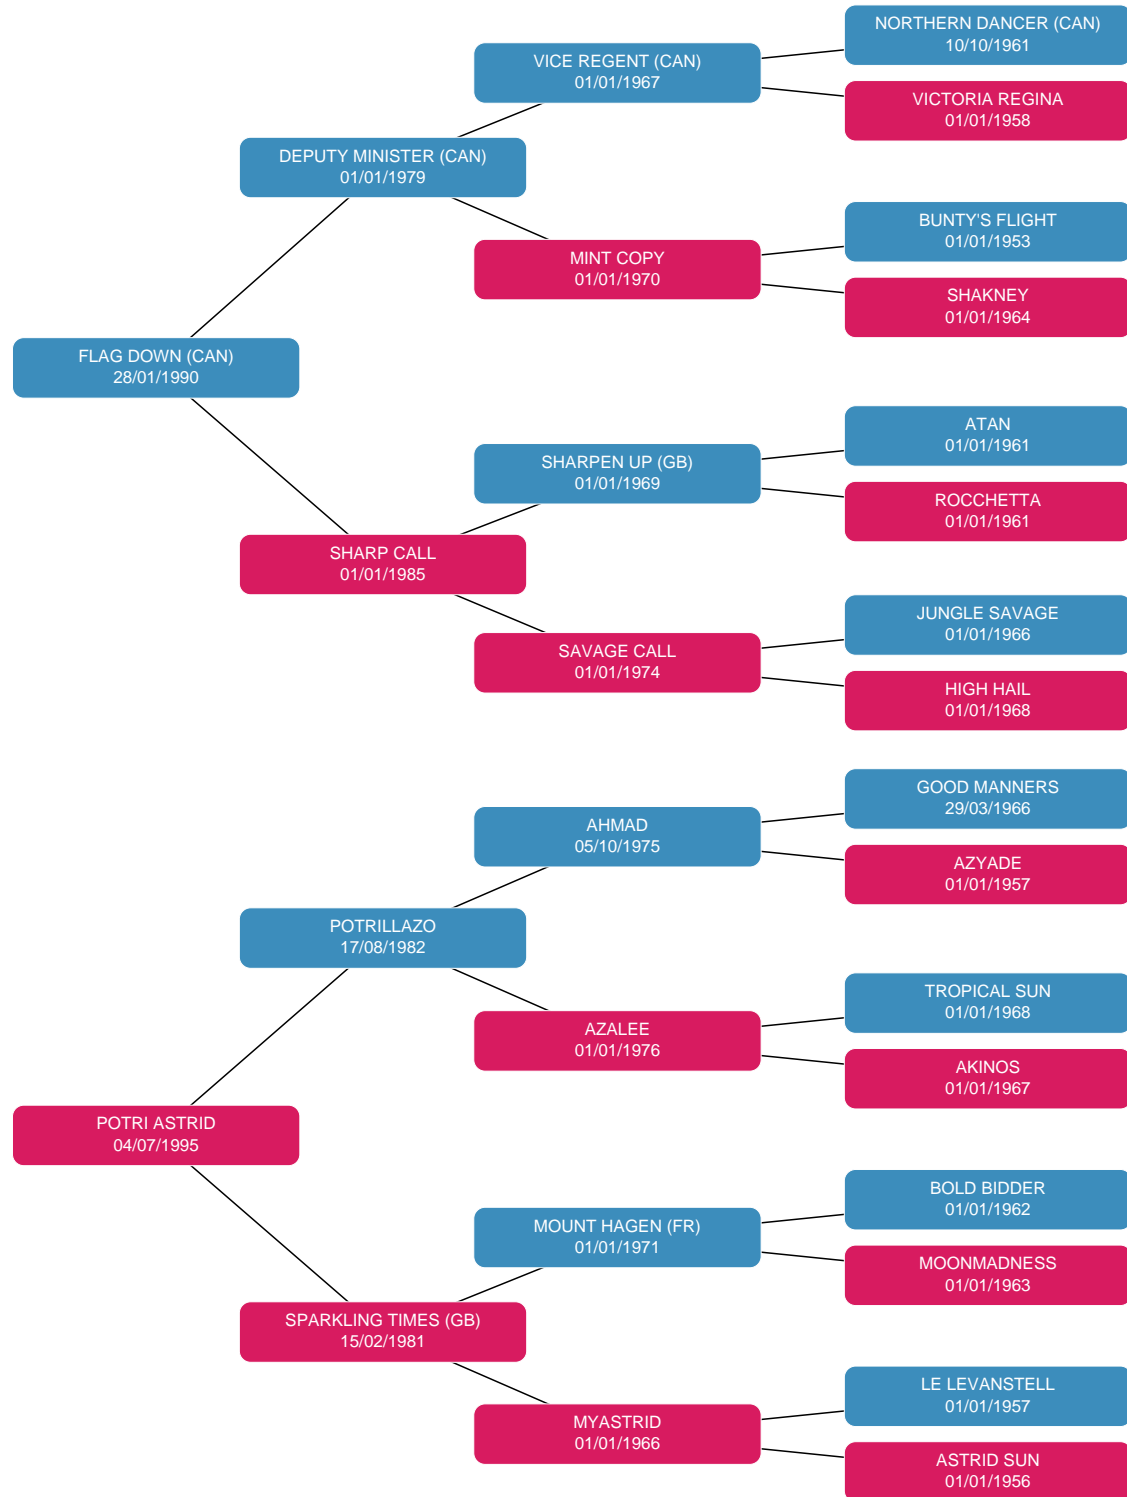 NORTHERN DANCER (CAN)
10/10/1961
VICE REGENT (CAN)
01/01/1967
VICTORIA REGINA
01/01/1958
DEPUTY MINISTER (CAN)
01/01/1979
BUNTY'S FLIGHT
01/01/1953
MINT COPY
01/01/1970
SHAKNEY
01/01/1964
FLAG DOWN (CAN)
28/01/1990
ATAN
01/01/1961
SHARPEN UP (GB)
01/01/1969
ROCCHETTA
01/01/1961
SHARP CALL
01/01/1985
JUNGLE SAVAGE
01/01/1966
SAVAGE CALL
01/01/1974
HIGH HAIL
01/01/1968
GOOD MANNERS
29/03/1966
AHMAD
05/10/1975
AZYADE
01/01/1957
POTRILLAZO
17/08/1982
TROPICAL SUN
01/01/1968
AZALEE
01/01/1976
AKINOS
01/01/1967
POTRI ASTRID
04/07/1995
BOLD BIDDER
01/01/1962
MOUNT HAGEN (FR)
01/01/1971
MOONMADNESS
01/01/1963
SPARKLING TIMES (GB)
15/02/1981
LE LEVANSTELL
01/01/1957
MYASTRID
01/01/1966
ASTRID SUN
01/01/1956